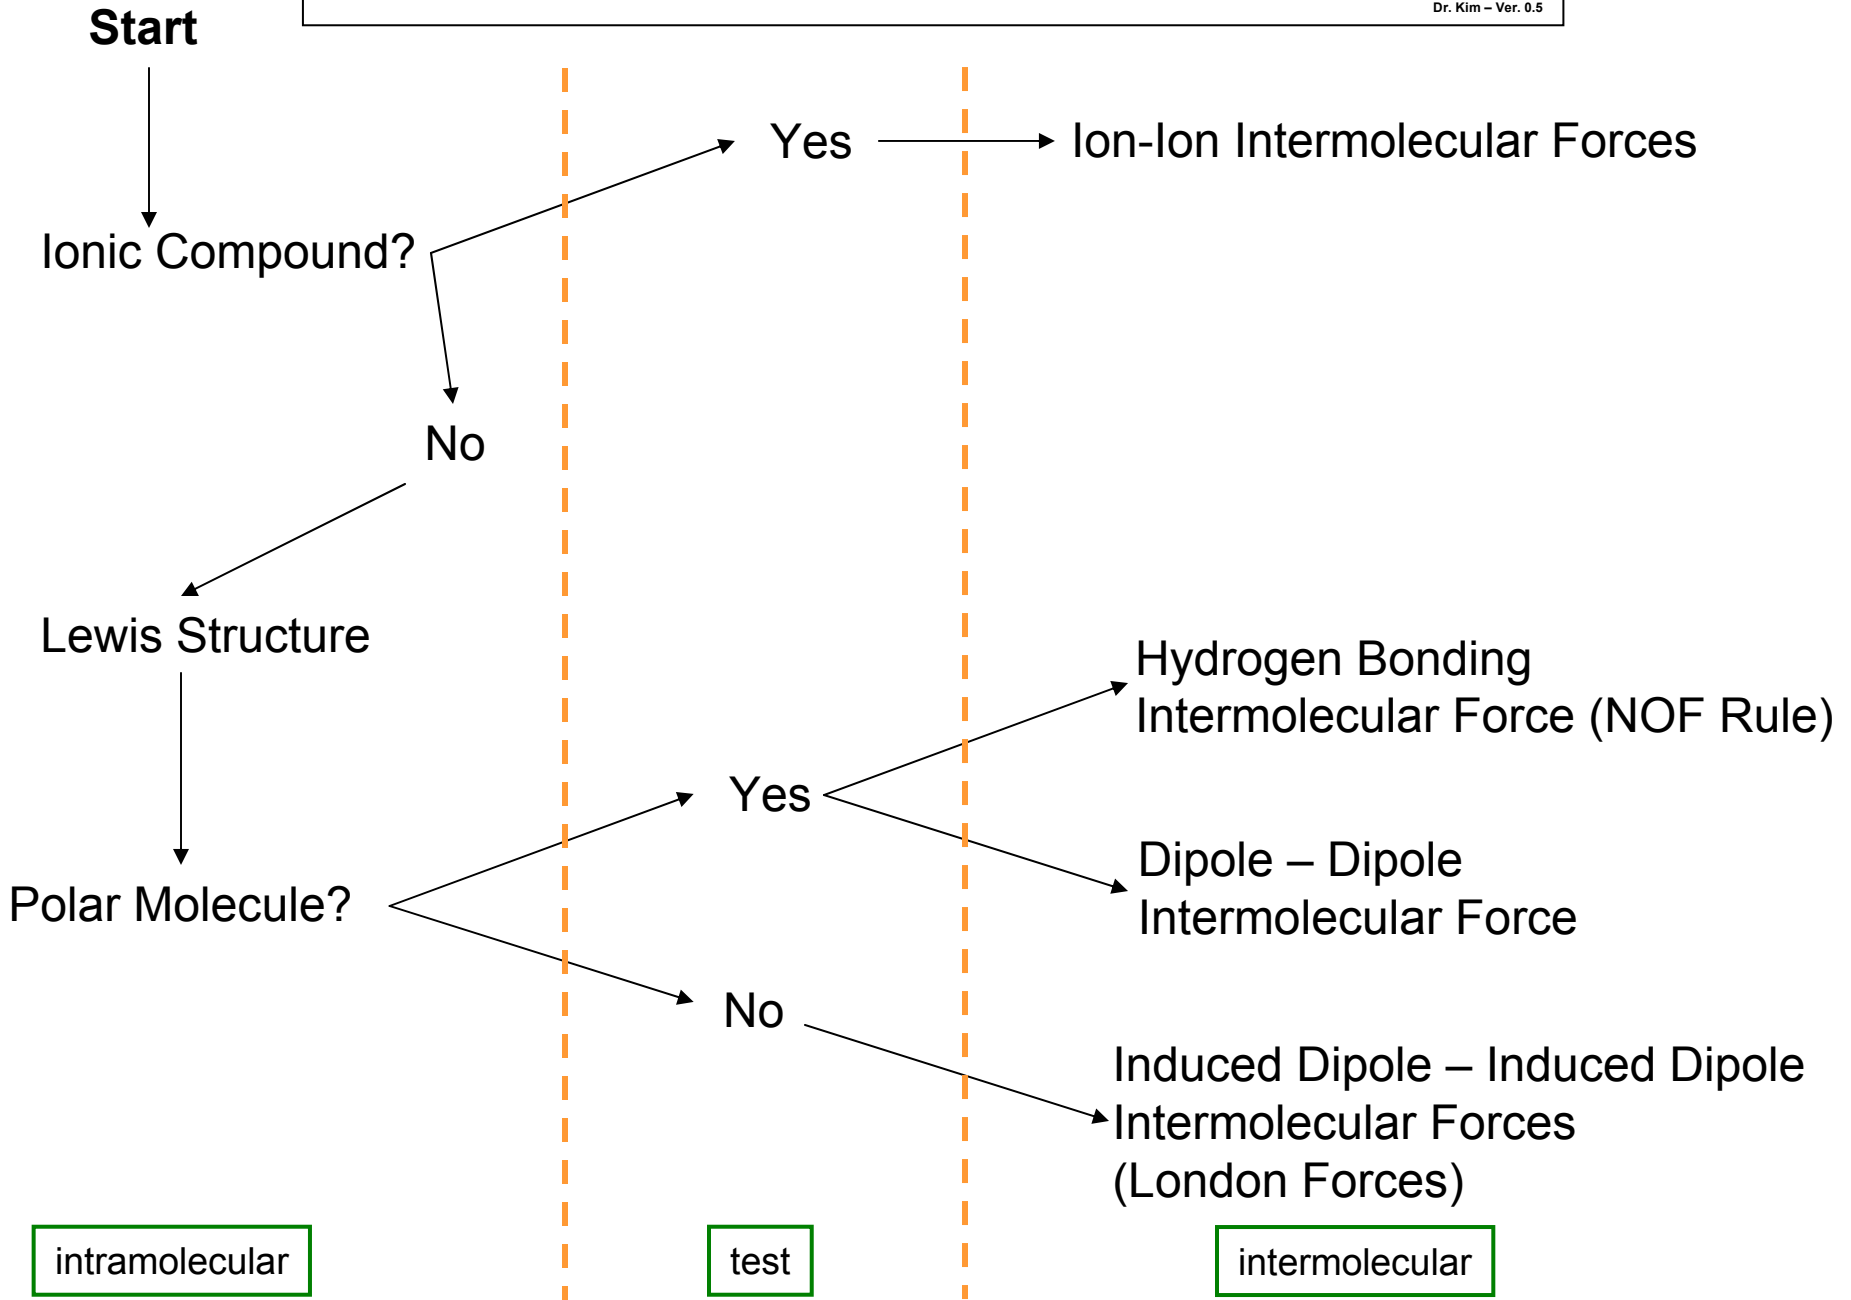 Dr. Kim – Ver. 0.5
Start
Yes
Ion-Ion Intermolecular Forces
Ionic Compound?
No
Lewis Structure
Hydrogen Bonding
Intermolecular Force (NOF Rule)
Yes
Dipole – Dipole
Intermolecular Force
Polar Molecule?
No
Induced Dipole – Induced Dipole
Intermolecular Forces
(London Forces)
intramolecular
test
intermolecular